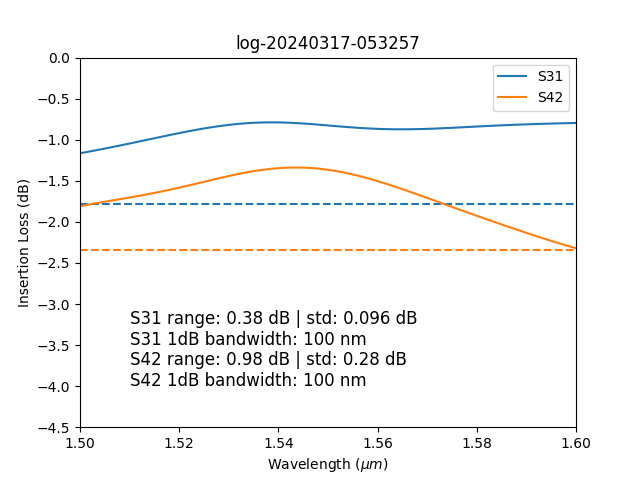 log-20240317-053257
S31
S42
Insertion Loss (dB)
0.0
−0.5
−1.0
−1.5
−2.0
−2.5
−3.0
−3.5
−4.0
−4.5
S31 range: 0.38 dB | std: 0.096 dB
S31 1dB bandwidth: 100 nm
S42 range: 0.98 dB | std: 0.28 dB
S42 1dB bandwidth: 100 nm
1.50 1.52 1.54 1.56 1.58 1.60
Wavelength (μm)